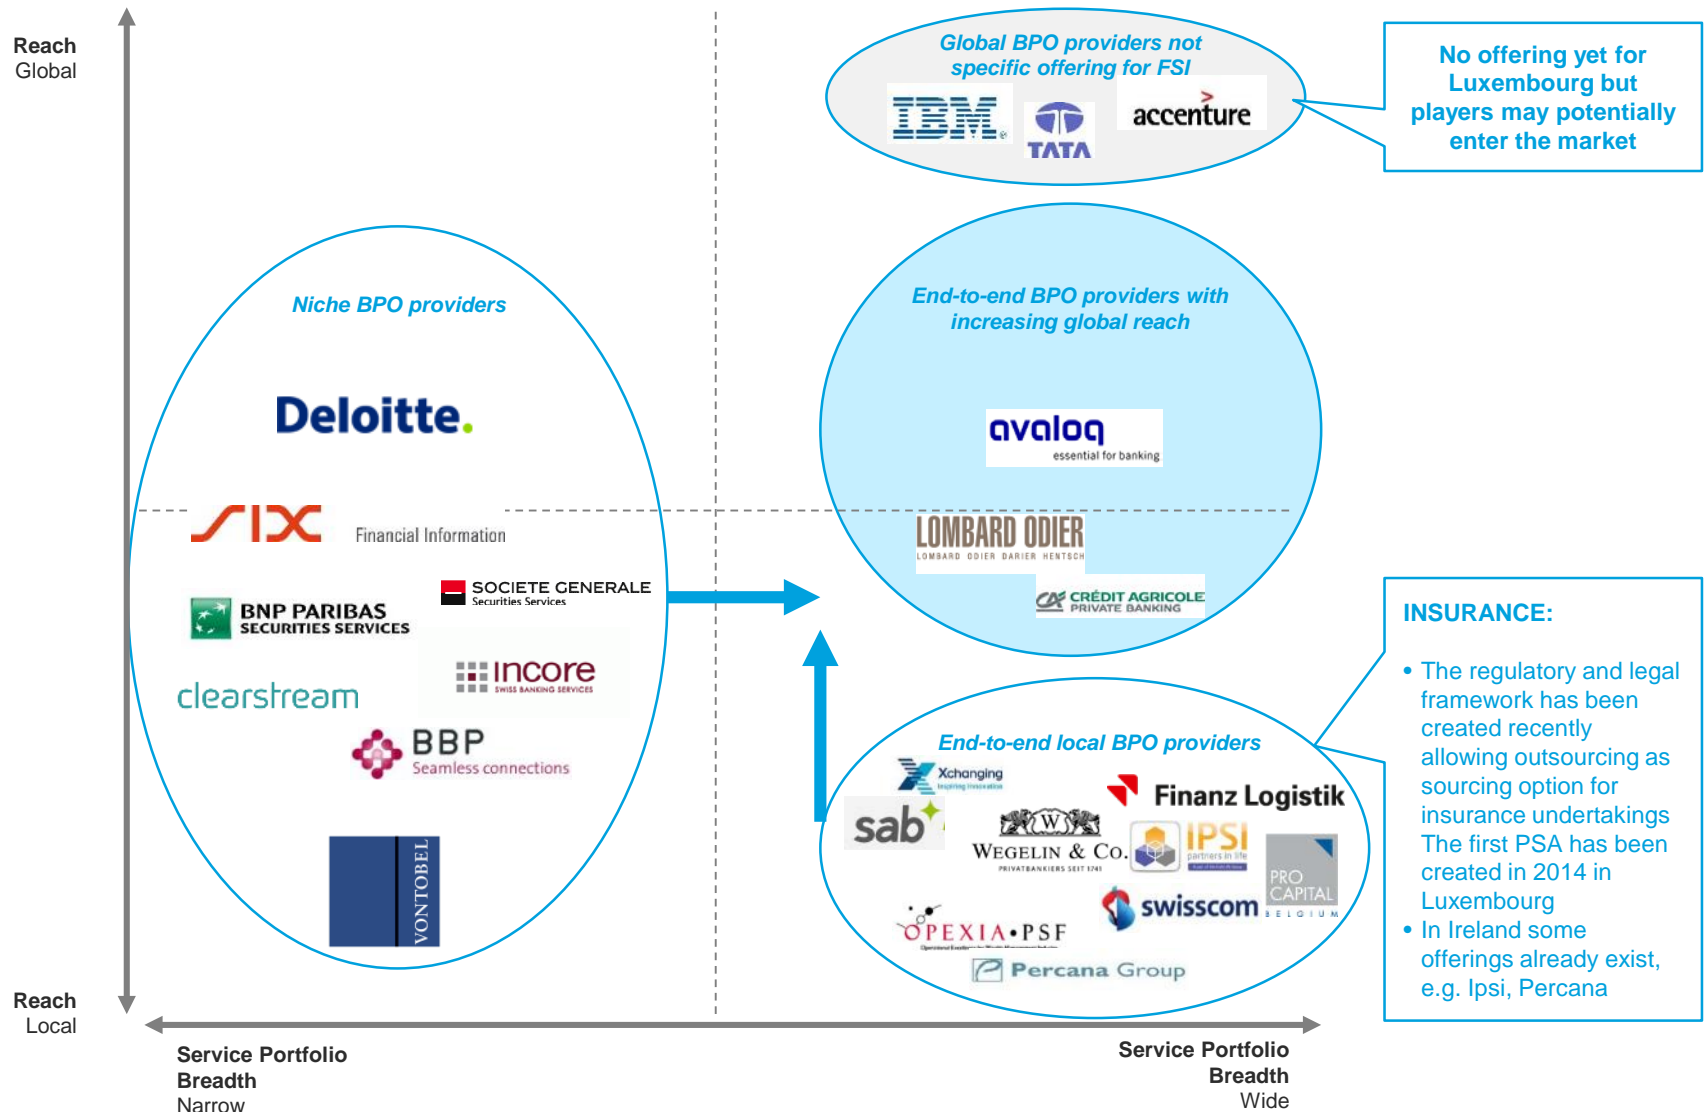 Reach
Global
Global BPO providers not
specific offering for FSI
IBM
TATA
accenture
No offering yet for
Luxembourg but
players may potentially
enter the market
Niche BPO providers
Deloitte.
SIX
Financial Information
BNP PARIBAS
SECURITIES SERVICES
SOCIETE GENERALE
Securities Services
clearstream
INCORE
SWISS BANKING SERVICES
BBP
Seamless connections
VONTOBEL
End-to-end BPO providers with
increasing global reach
avaloq
essential for banking
LOMBARD ODIER
LOMBARD ODIER DARIER HENTSCH
CA CRÉDIT AGRICOLE
PRIVATE BANKING
End-to-end local BPO providers
Xchanging
Inspiring Innovation
Finanz Logistik
sab
W
WEGELIN & CO.
PRIVATBANKIERS SEIT 1741
IPSI
partners in life
PRO
CAPITAL
BELGIUM
swisscom
OPEXIA•PSF
Percana Group
INSURANCE:
• The regulatory and legal
framework has been
created recently
allowing outsourcing as
sourcing option for
insurance undertakings
The first PSA has been
created in 2014 in
Luxembourg
• In Ireland some
offerings already exist,
e.g. Ipsi, Percana
Reach
Local
Service Portfolio
Breadth
Narrow
Service Portfolio
Breadth
Wide